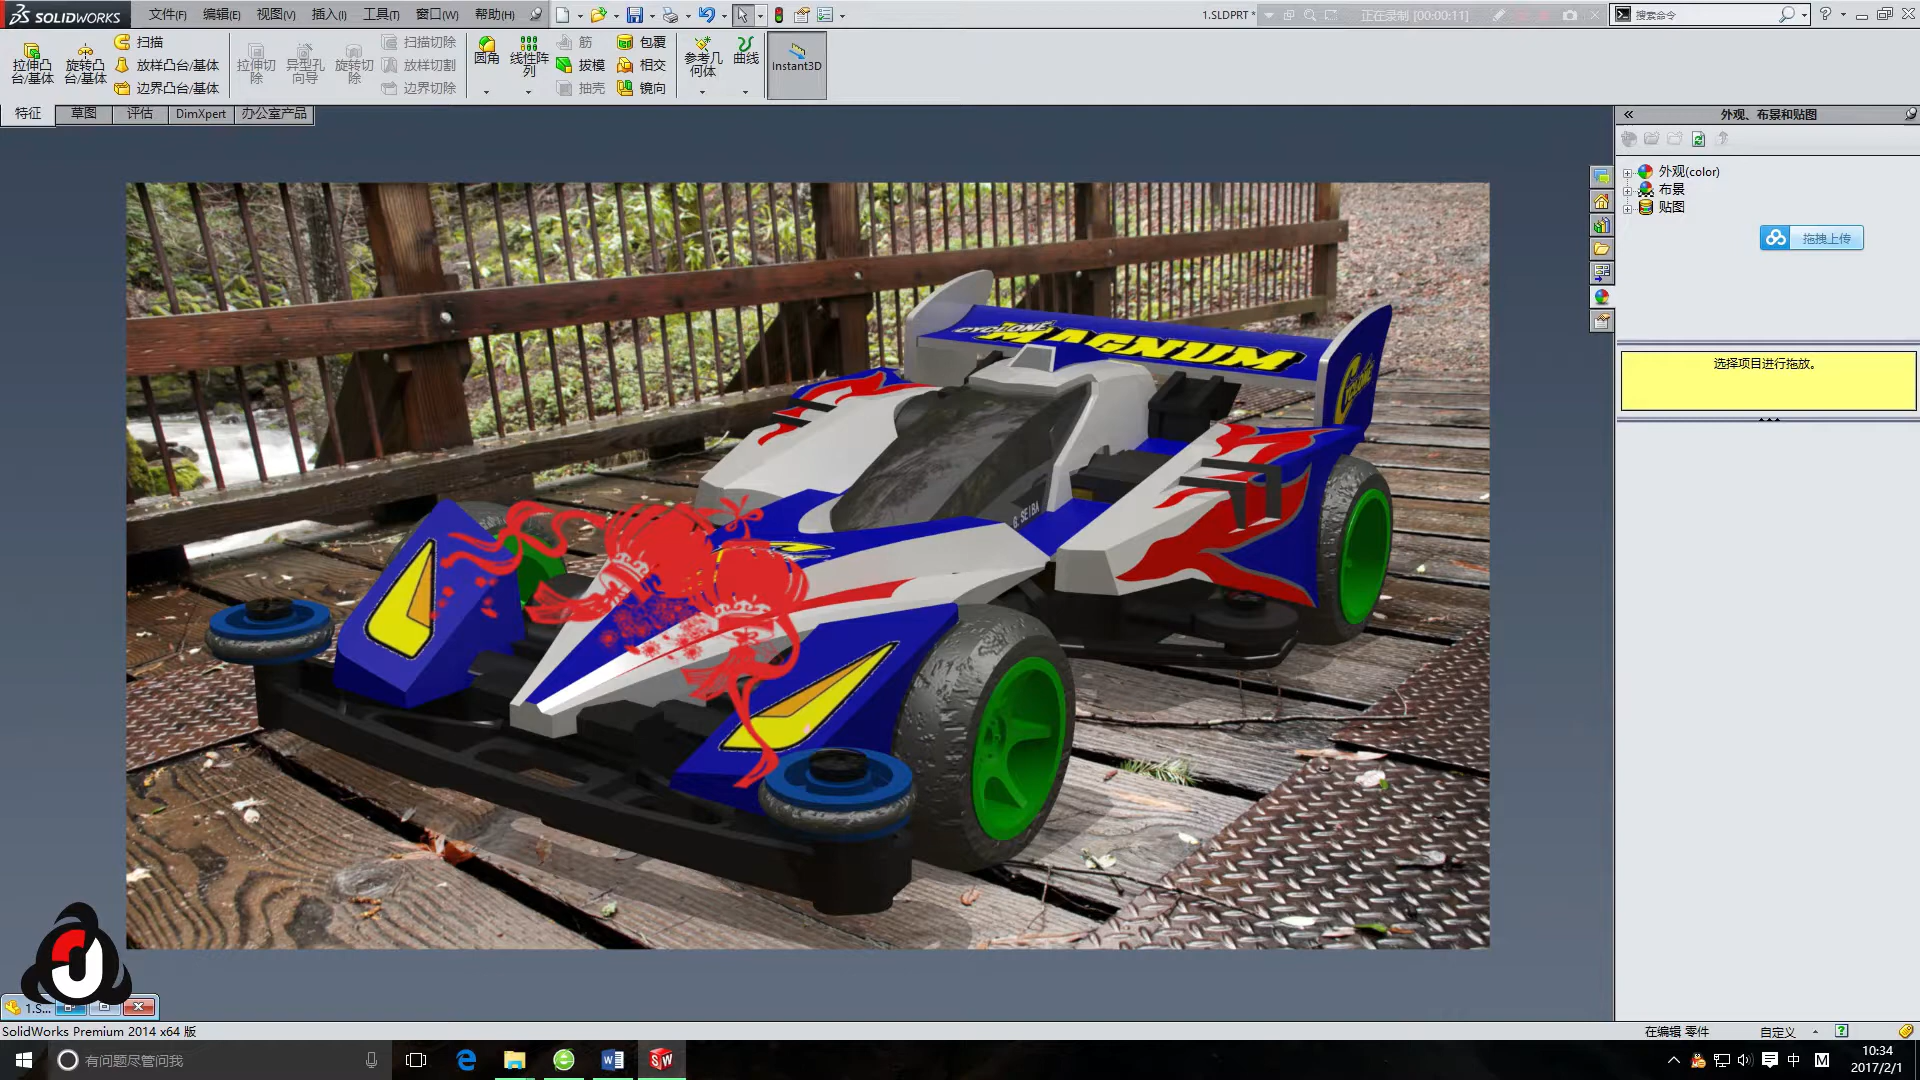 SOLIDWORKS 文件(F) 编辑(E) 视图(V) 插入(I) 工具(T) 窗口(W) 帮助(H) 1.SLDPRT * 正在录制 [00:00:11] 搜索命令
拉伸凸台/基体
旋转凸台/基体
扫描
放样凸台/基体
边界凸台/基体
拉伸切除
异型孔向导
旋转切除
扫描切除
放样切割
边界切除
圆角
线性阵列
筋
拔模
抽壳
包覆
相交
镜向
参考几何体
曲线
Instant3D
特征 草图 评估 DimXpert 办公室产品
外观、布景和贴图
外观(color)
布景
贴图
拖拽上传
选择项目进行拖放。
CYCLONE
MAGNUM
CYCLONE
G. SEIBA
1.S...
SolidWorks Premium 2014 x64 版 在编辑 零件 自定义
有问题尽管问我 中 M 10:34
2017/2/1